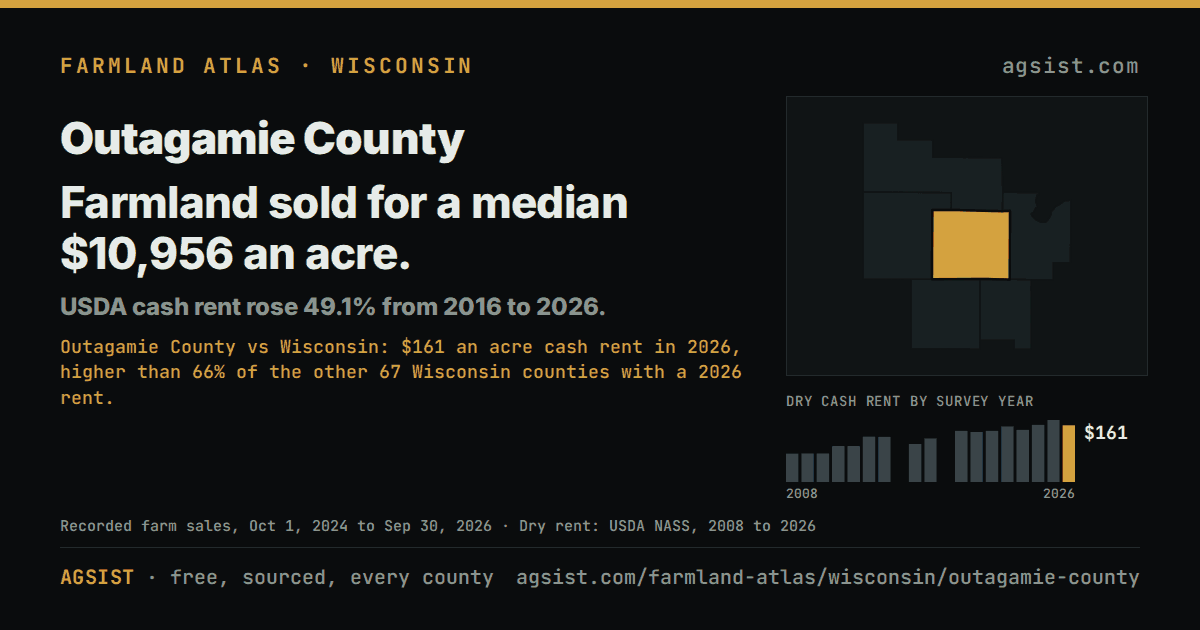 FARMLAND ATLAS · WISCONSIN
agsist.com
Outagamie County
Farmland sold for a median
$10,956 an acre.
USDA cash rent rose 49.1% from 2016 to 2026.
Outagamie County vs Wisconsin: $161 an acre cash rent in 2026,
higher than 66% of the other 67 Wisconsin counties with a 2026
rent.
DRY CASH RENT BY SURVEY YEAR
$161
2008
2026
Recorded farm sales, Oct 1, 2024 to Sep 30, 2026 · Dry rent: USDA NASS, 2008 to 2026
AGSIST · free, sourced, every county
agsist.com/farmland-atlas/wisconsin/outagamie-county